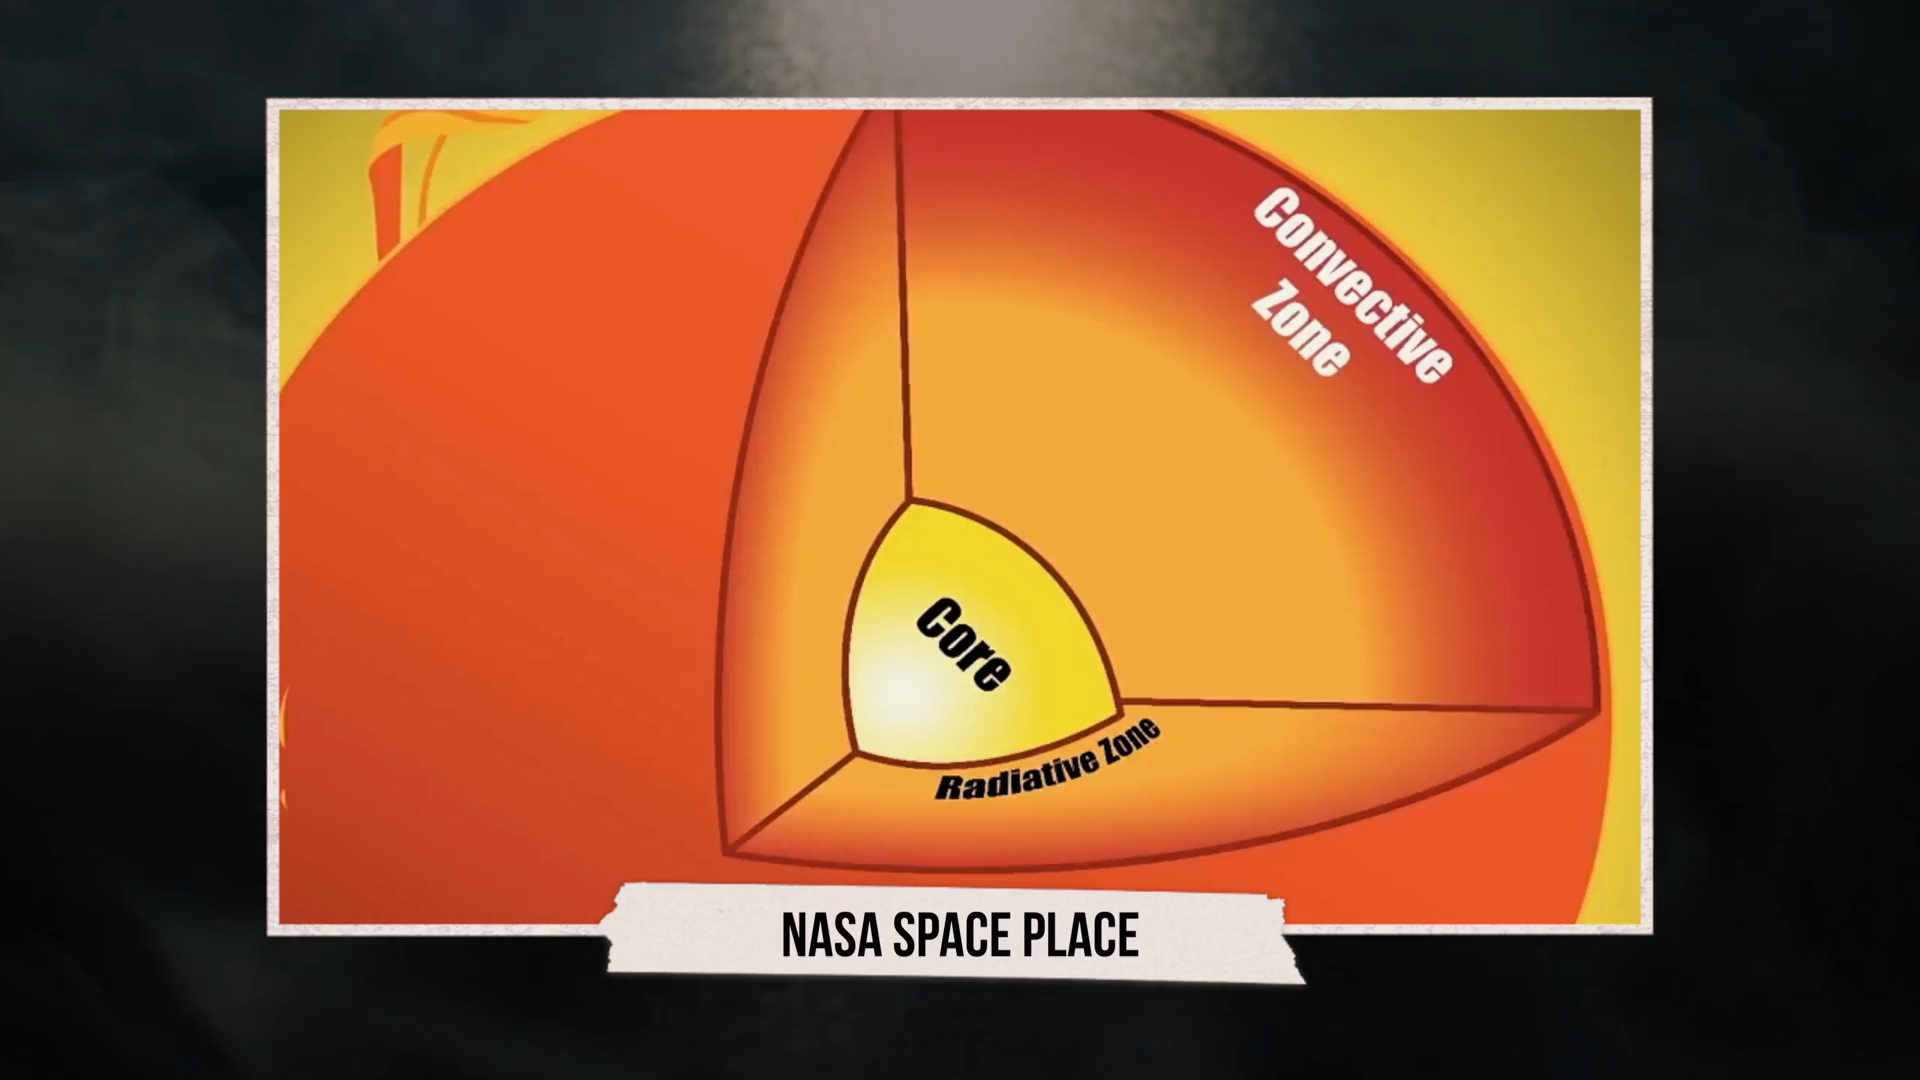 Convective
Zone
Core
Radiative Zone
NASA SPACE PLACE